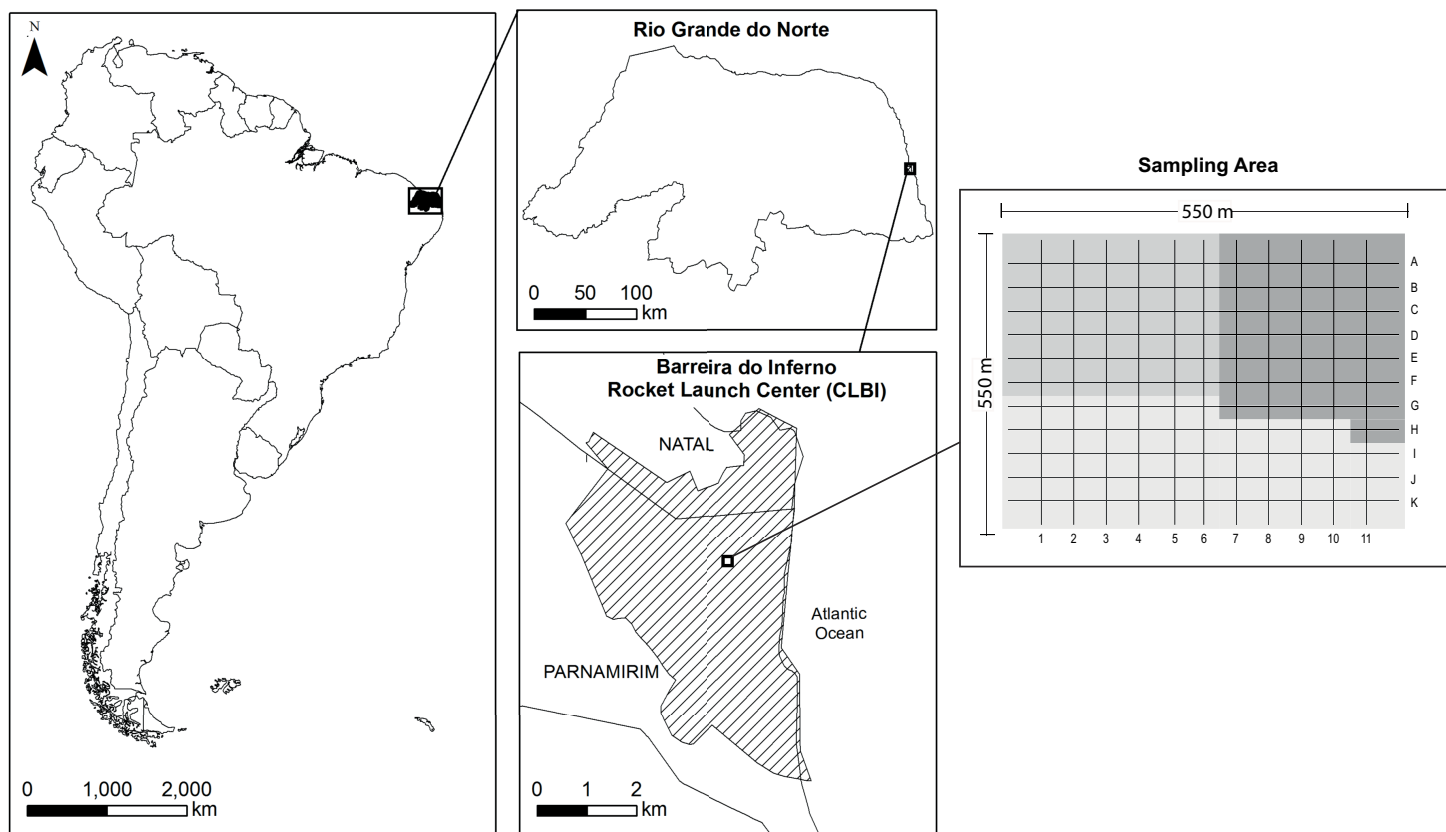 N
0 1,000 2,000
km
Rio Grande do Norte
0 50 100
km
Barreira do Inferno
Rocket Launch Center (CLBI)
NATAL
Atlantic
Ocean
PARNAMIRIM
0 1 2
km
Sampling Area
550 m
550 m
A
B
C
D
E
F
G
H
I
J
K
1 2 3 4 5 6 7 8 9 10 11